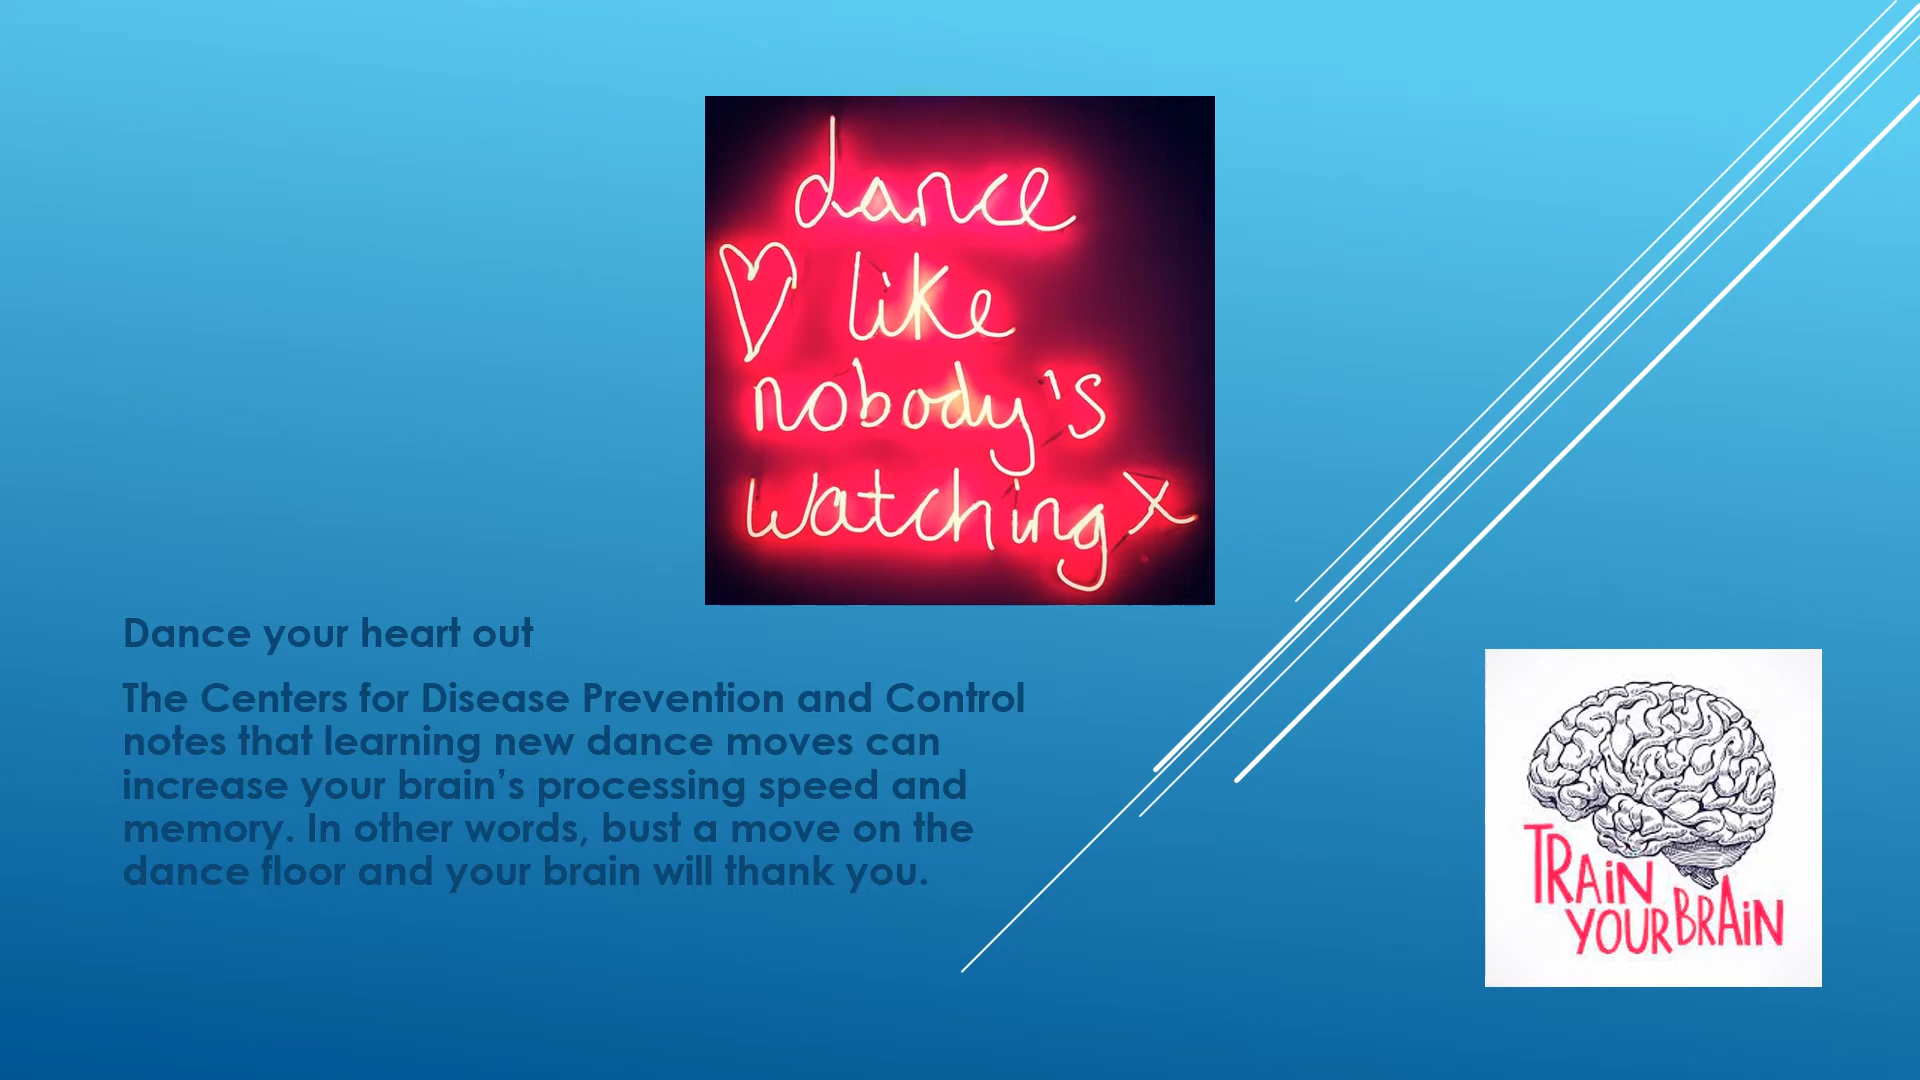 dance
like
nobody's
watching x
Dance your heart out
The Centers for Disease Prevention and Control
notes that learning new dance moves can
increase your brain’s processing speed and
memory. In other words, bust a move on the
dance floor and your brain will thank you.
TRAiN
YOUR BRAiN